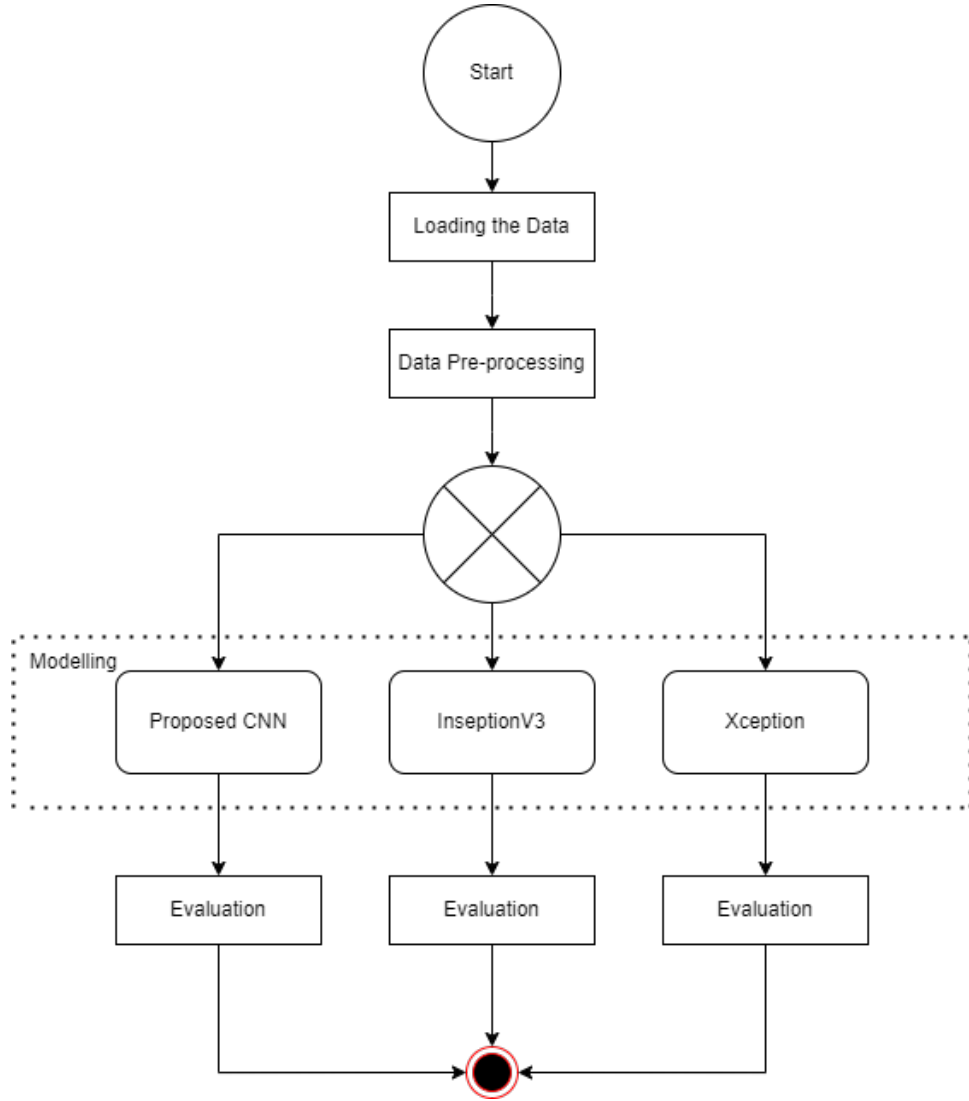 Start
Loading the Data
Data Pre-processing
Modelling
Proposed CNN
InseptionV3
Xception
Evaluation
Evaluation
Evaluation